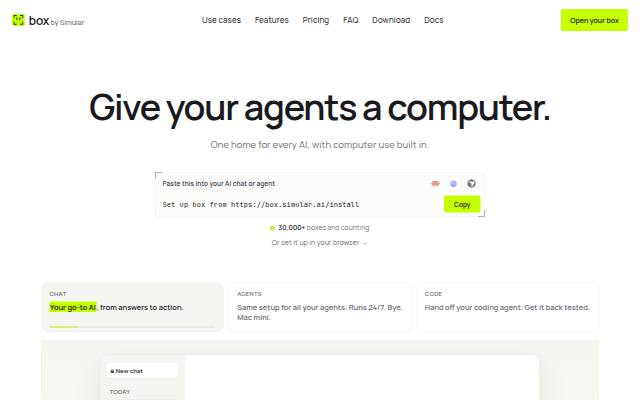 box by Simular
Use cases Features Pricing FAQ Download Docs
Open your box
Give your agents a computer.
One home for every AI, with computer use built in.
Paste this into your AI chat or agent
Set up box from https://box.simular.ai/install
Copy
30,000+ boxes and counting
Or set it up in your browser →
CHAT
Your go-to AI, from answers to action.
AGENTS
Same setup for all your agents. Runs 24/7. Bye,
Mac mini.
CODE
Hand off your coding agent. Get it back tested.
New chat
TODAY